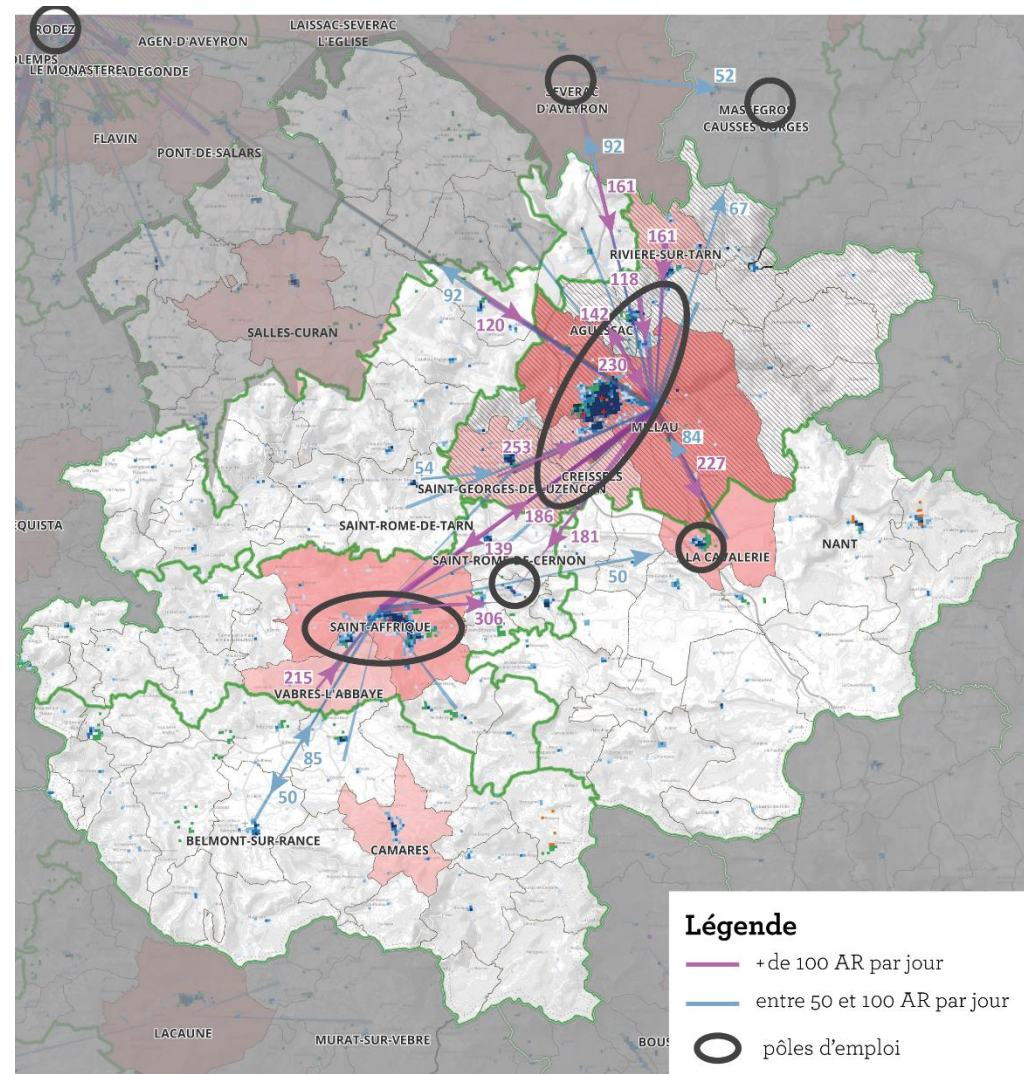 RODEZ
LAISSAC-SEVERAC
L'EGLISE
AGEN-D'AVEYRON
LE MONASTERE
FLAVIN
PONT-DE-SALARS
SEVERAC
D'AVEYRON
52
MASSEGROS
CAUSSES GORGES
92
161
67
161
RIVIERE-SUR-TARN
118
92
120
142
AGUESSAC
230
SALLES-CURAN
MILLAU
84
253
227
54
CREISSELS
SAINT-GEORGES-DE-LUZENCON
186
SAINT-ROME-DE-TARN
139
181
SAINT-ROME-DE-CERNON
LA CAVALERIE
NANT
50
EQUISTA
306
SAINT-AFFRIQUE
215
VABRES-L'ABBAYE
85
50
BELMONT-SUR-RANCE
CAMARES
LACAUNE
MURAT-SUR-VEBRE
BOUS
Légende
+ de 100 AR par jour
entre 50 et 100 AR par jour
pôles d'emploi